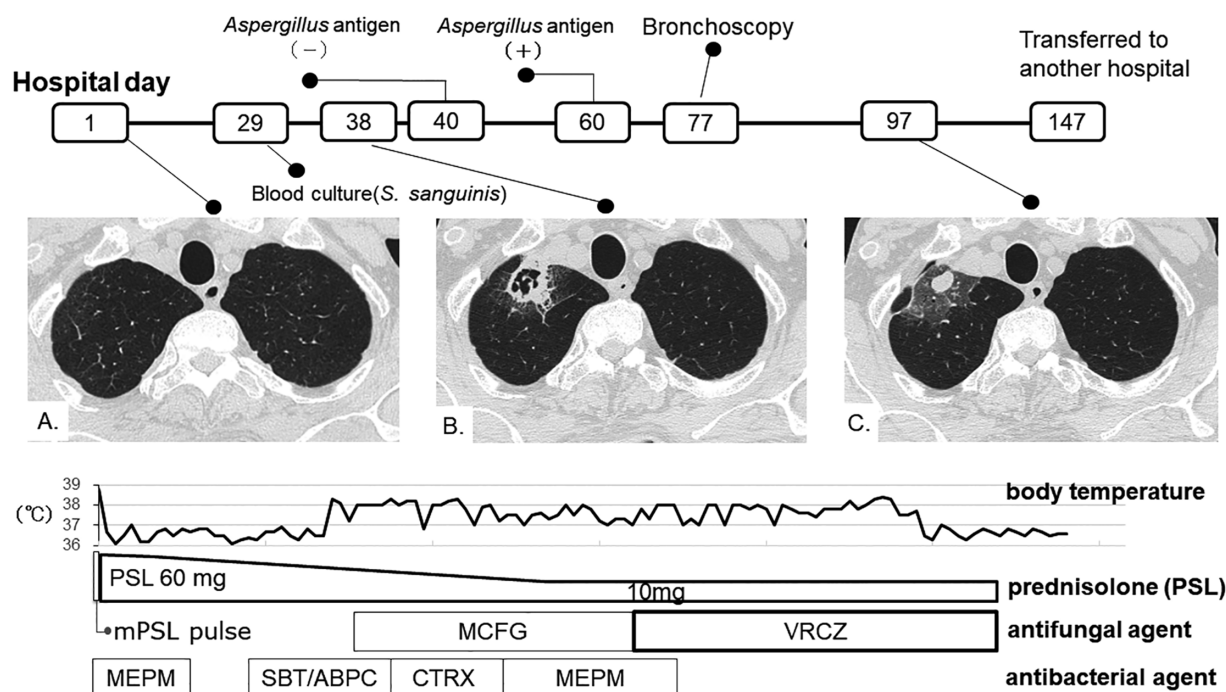 Aspergillus antigen
(－)
Aspergillus antigen
(+)
Bronchoscopy
Transferred to
another hospital
Hospital day
1
29
38
40
60
77
97
147
Blood culture(S. sanguinis)
A.
B.
C.
39
38
37
36
(℃)
body temperature
PSL 60 mg
10mg
prednisolone (PSL)
mPSL pulse
MCFG
VRCZ
antifungal agent
MEPM
SBT/ABPC
CTRX
MEPM
antibacterial agent